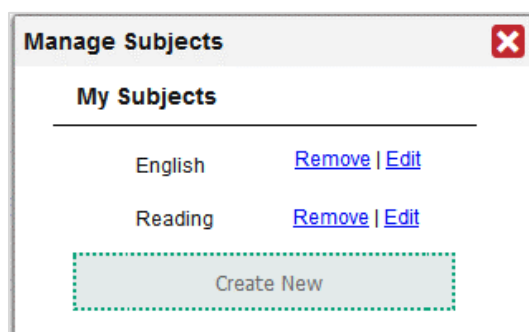 Manage Subjects
My Subjects
English Remove | Edit
Reading Remove | Edit
Create New